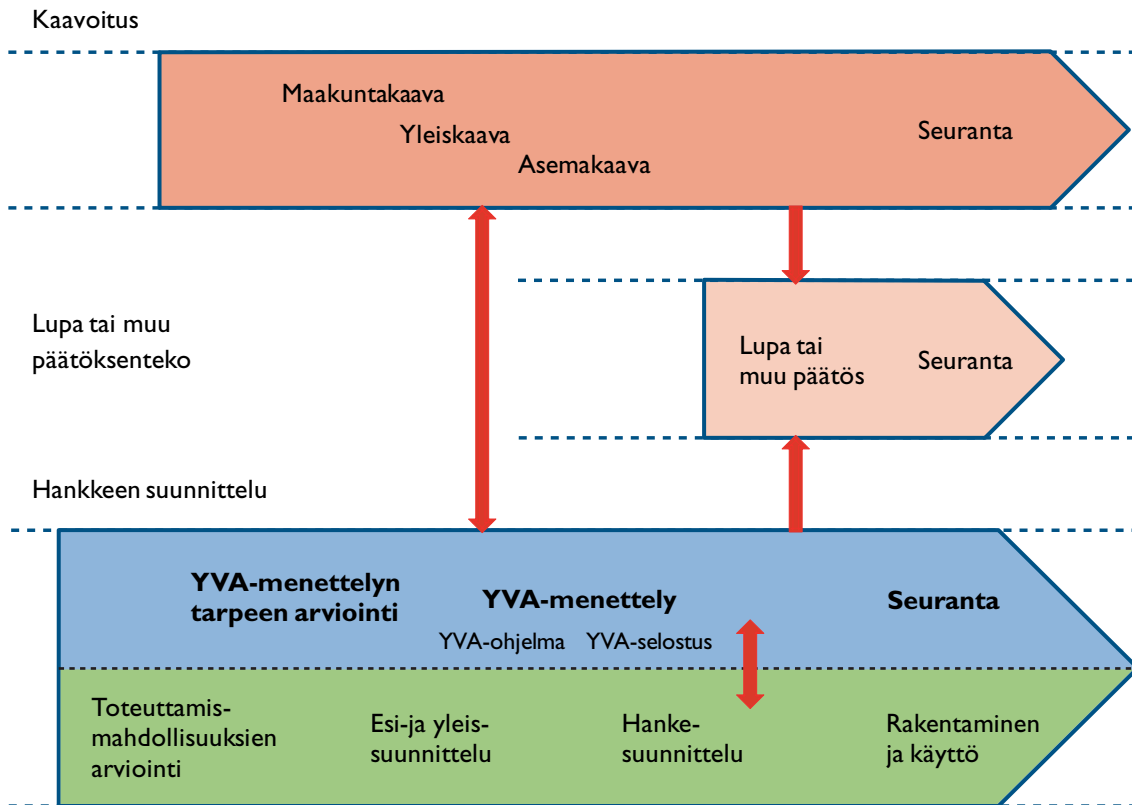 Kaavoitus
Maakuntakaava
Yleiskaava
Asemakaava
Seuranta
Lupa tai muu
päätöksenteko
Lupa tai
muu päätös
Seuranta
Hankkeen suunnittelu
YVA-menettelyn
tarpeen arviointi
YVA-menettely
YVA-ohjelma
YVA-selostus
Seuranta
Toteuttamis-
mahdollisuuksien
arviointi
Esi-ja yleis-
suunnittelu
Hanke-
suunnittelu
Rakentaminen
ja käyttö